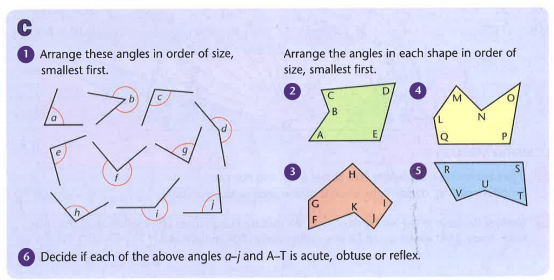 C
1 Arrange these angles in order of size,
smallest first.
Arrange the angles in each shape in order of
size, smallest first.
a
b
c
d
e
f
g
h
i
j
2
C
D
B
A
E
4
M
O
L
N
Q
P
3
H
G
I
K
F
J
5
R
S
V
U
T
6 Decide if each of the above angles a–j and A–T is acute, obtuse or reflex.